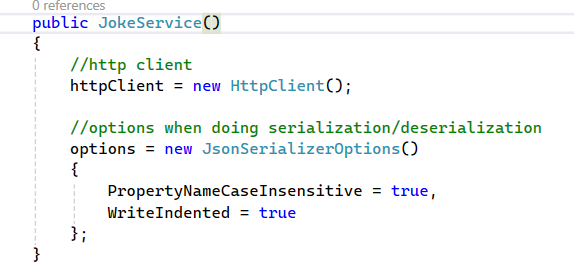 0 references
public JokeService()
{
//http client
httpClient = new HttpClient();
//options when doing serialization/deserialization
options = new JsonSerializerOptions()
{
PropertyNameCaseInsensitive = true,
WriteIndented = true
};
}